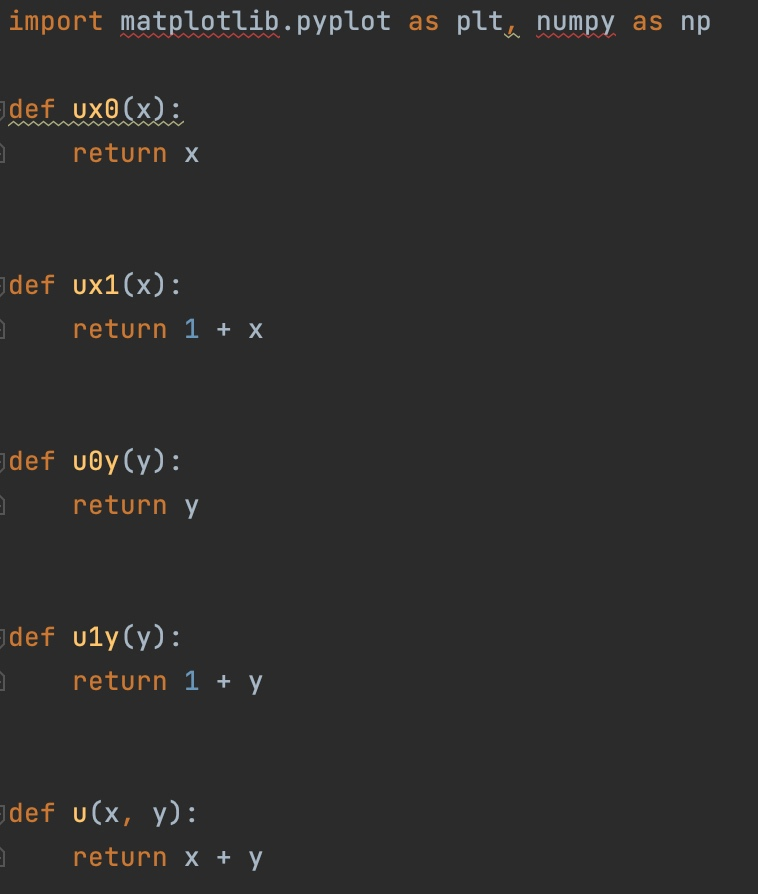 import matplotlib.pyplot as plt, numpy as np
def ux0(x):
    return x
def ux1(x):
    return 1 + x
def u0y(y):
    return y
def u1y(y):
    return 1 + y
def u(x, y):
    return x + y